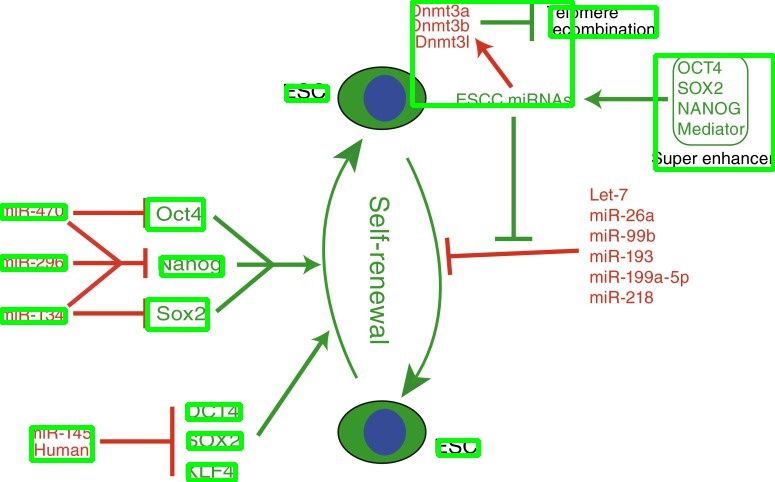 Dnmt3a
Dnmt3b
Dnmt3l
Telomere
recombination
ESCC miRNAs
OCT4
SOX2
NANOG
Mediator
Super enhancer
ESC
Let-7
miR-26a
miR-99b
miR-193
miR-199a-5p
miR-218
miR-470
Oct4
miR-296
Nanog
miR-134
Sox2
Self-renewal
miR-145
Human
OCT4
SOX2
KLF4
ESC